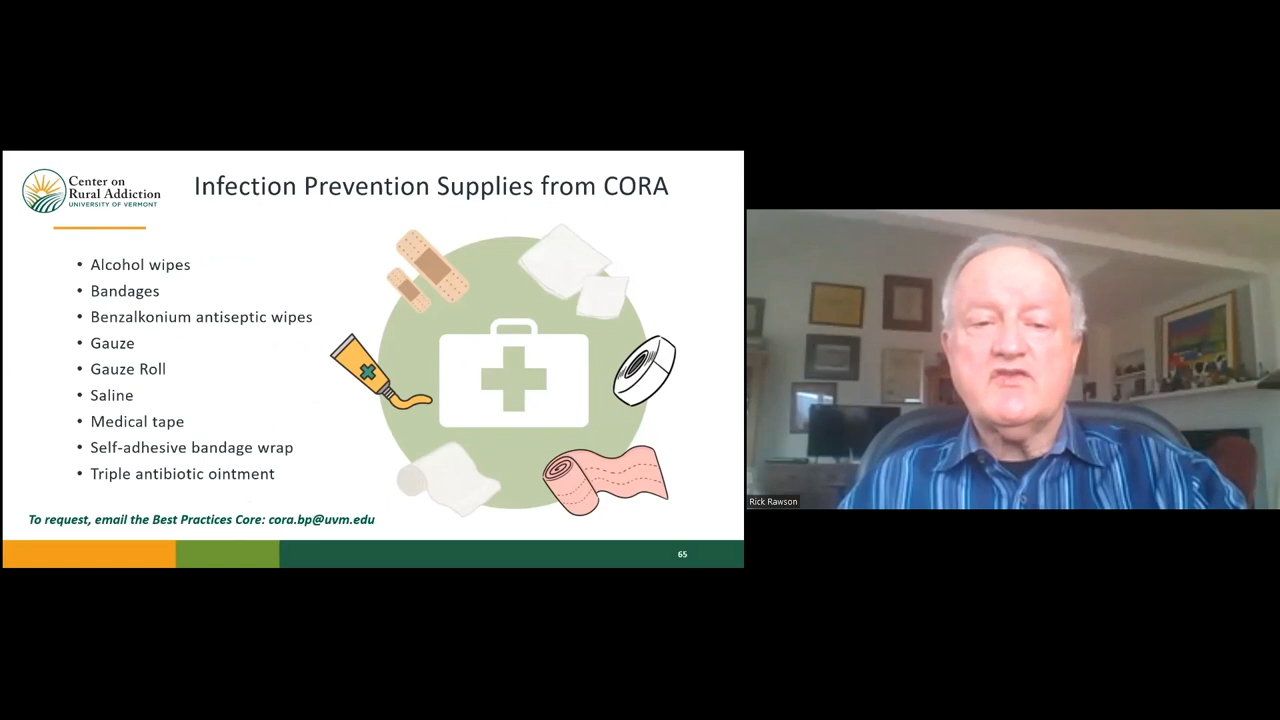 Center on
Rural Addiction
UNIVERSITY OF VERMONT
Infection Prevention Supplies from CORA
• Alcohol wipes
• Bandages
• Benzalkonium antiseptic wipes
• Gauze
• Gauze Roll
• Saline
• Medical tape
• Self-adhesive bandage wrap
• Triple antibiotic ointment
To request, email the Best Practices Core: cora.bp@uvm.edu
65
Rick Rawson